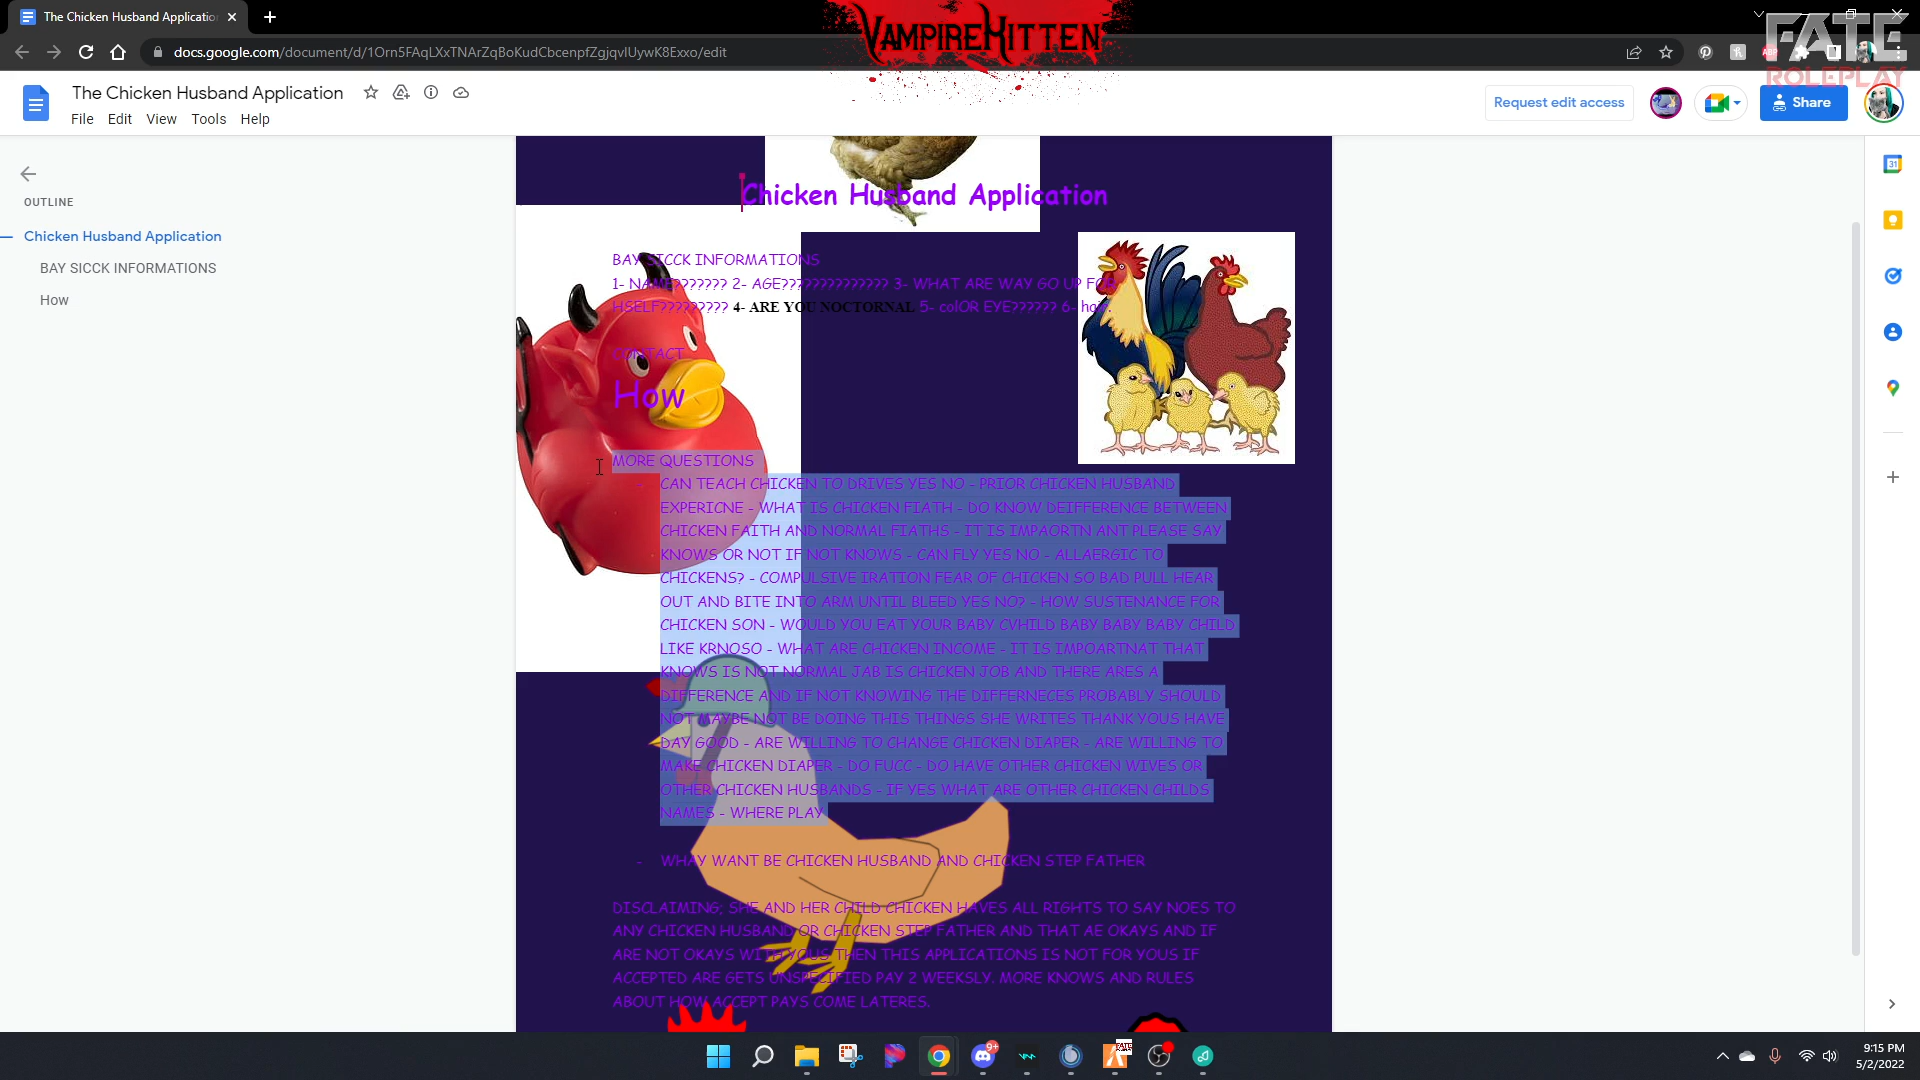 The Chicken Husband Application
VAMPIREKITTEN
FATE
ROLEPLAY
docs.google.com/document/d/1Orn5FAqLXxTNArZqBoKudCbcenpfZgjqvlUywK8Exxo/edit
The Chicken Husband Application
File Edit View Tools Help
Request edit access
Share
OUTLINE
Chicken Husband Application
BAY SICCK INFORMATIONS
How
Chicken Husband Application
BAY SICCK INFORMATIONS
1- NAME??????? 2- AGE?????????????? 3- WHAT ARE WAY GO UP FOR
HSELF????????? 4- ARE YOU NOCTORNAL 5- colOR EYE?????? 6- hair.
CONTACT
How
MORE QUESTIONS
- CAN TEACH CHICKEN TO DRIVES YES NO - PRIOR CHICKEN HUSBAND
EXPERICNE - WHAT IS CHICKEN FIATH - DO KNOW DEIFFERENCE BETWEEN
CHICKEN FAITH AND NORMAL FIATHS - IT IS IMPAORTN ANT PLEASE SAY
KNOWS OR NOT IF NOT KNOWS - CAN FLY YES NO - ALLAERGIC TO
CHICKENS? - COMPULSIVE IRATION FEAR OF CHICKEN SO BAD PULL HEAR
OUT AND BITE INTO ARM UNTIL BLEED YES NO? - HOW SUSTENANCE FOR
CHICKEN SON - WOULD YOU EAT YOUR BABY CVHILD BABY BABY BABY CHILD
LIKE KRNOSO - WHAT ARE CHICKEN INCOME - IT IS IMPOARTNAT THAT
KNOWS IS NOT NORMAL JAB IS CHICKEN JOB AND THERE ARES A
DIFFERENCE AND IF NOT KNOWING THE DIFFERNECES PROBABLY SHOULD
NOT MAYBE NOT BE DOING THIS THINGS SHE WRITES THANK YOUS HAVE
DAY GOOD - ARE WILLING TO CHANGE CHICKEN DIAPER - ARE WILLING TO
MAKE CHICKEN DIAPER - DO FUCC - DO HAVE OTHER CHICKEN WIVES OR
OTHER CHICKEN HUSBANDS - IF YES WHAT ARE OTHER CHICKEN CHILDS
NAMES - WHERE PLAY
- WHAY WANT BE CHICKEN HUSBAND AND CHICKEN STEP FATHER
DISCLAIMING; SHE AND HER CHILD CHICKEN HAVES ALL RIGHTS TO SAY NOES TO
ANY CHICKEN HUSBAND OR CHICKEN STEP FATHER AND THAT AE OKAYS AND IF
ARE NOT OKAYS WITH YOUS THEN THIS APPLICATIONS IS NOT FOR YOUS IF
ACCEPTED ARE GETS UNSPEZIFIED PAY 2 WEEKSLY. MORE KNOWS AND RULES
ABOUT HOW ACCEPT PAYS COME LATERES.
9:15 PM
5/2/2022